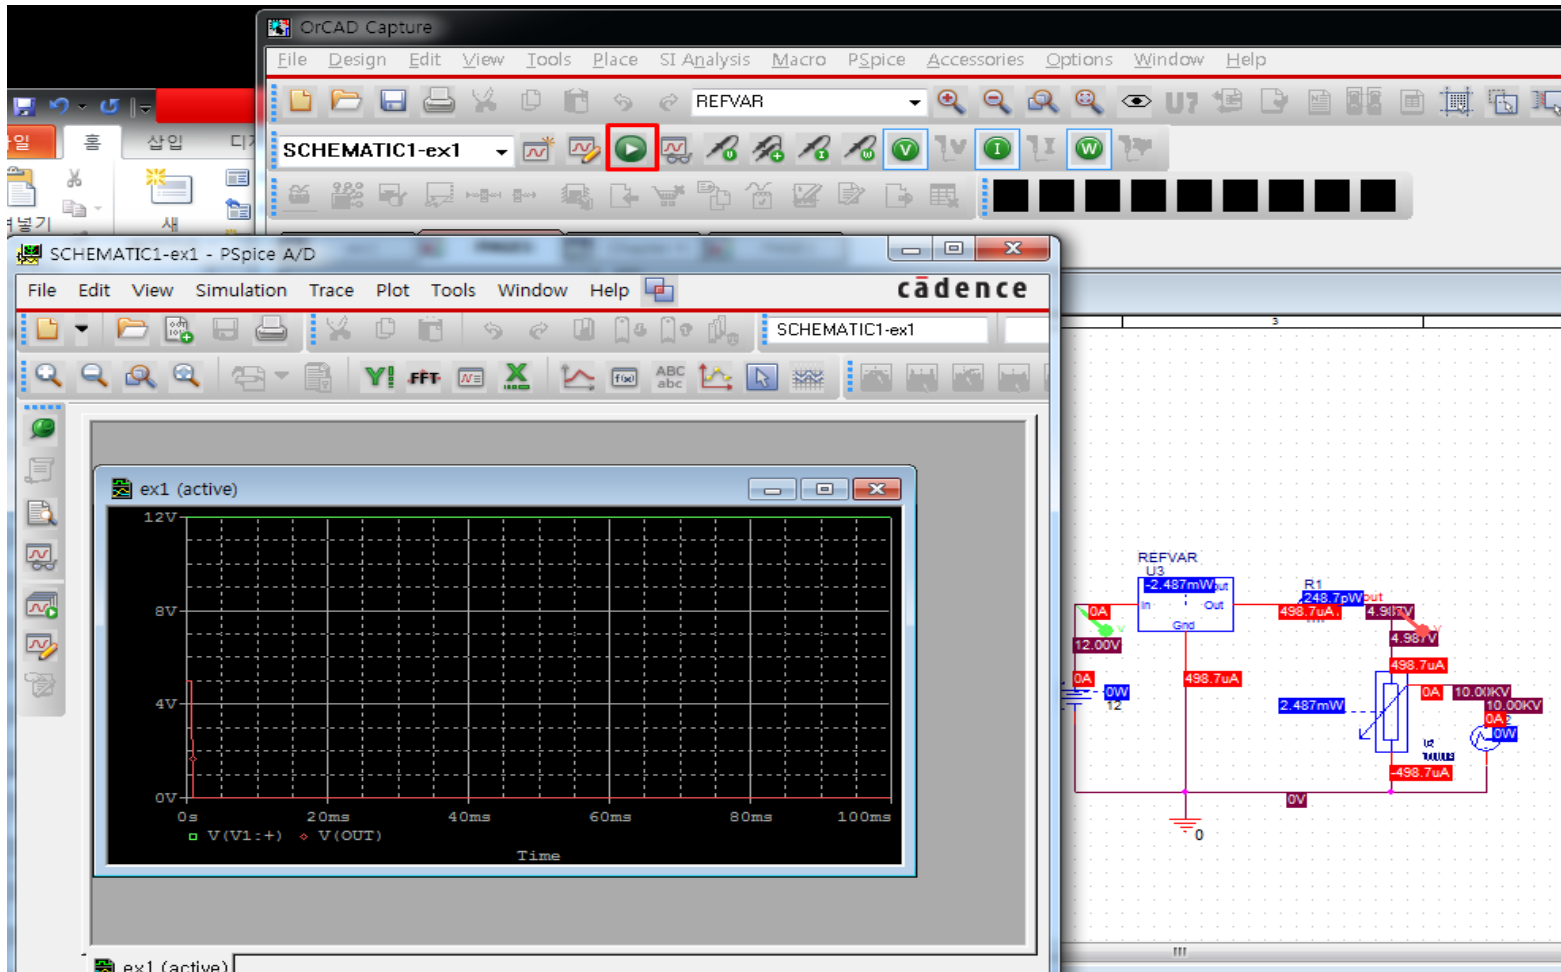 OrCAD Capture
File Design Edit View Tools Place SI Analysis Macro PSpice Accessories Options Window Help
REFVAR
U?
홈 삽입
SCHEMATIC1-ex1
V I W
새
SCHEMATIC1-ex1 - PSpice A/D
File Edit View Simulation Trace Plot Tools Window Help
cādence
SCHEMATIC1-ex1
FFT
f(x)
ABC
abc
3
ex1 (active)
12V
8V
4V
0V
0s 20ms 40ms 60ms 80ms 100ms
V(V1:+) V(OUT)
Time
REFVAR
U3
-2.487mW
In Out
Gnd
R1
248.7pW
out
0A
498.7uA
4.987V
12.00V
4.987V
498.7uA
0A
498.7uA
0A
10.00KV
0W
12
2.487mW
10.00KV
0A
0W
-498.7uA
0V
0
ex1 (active)